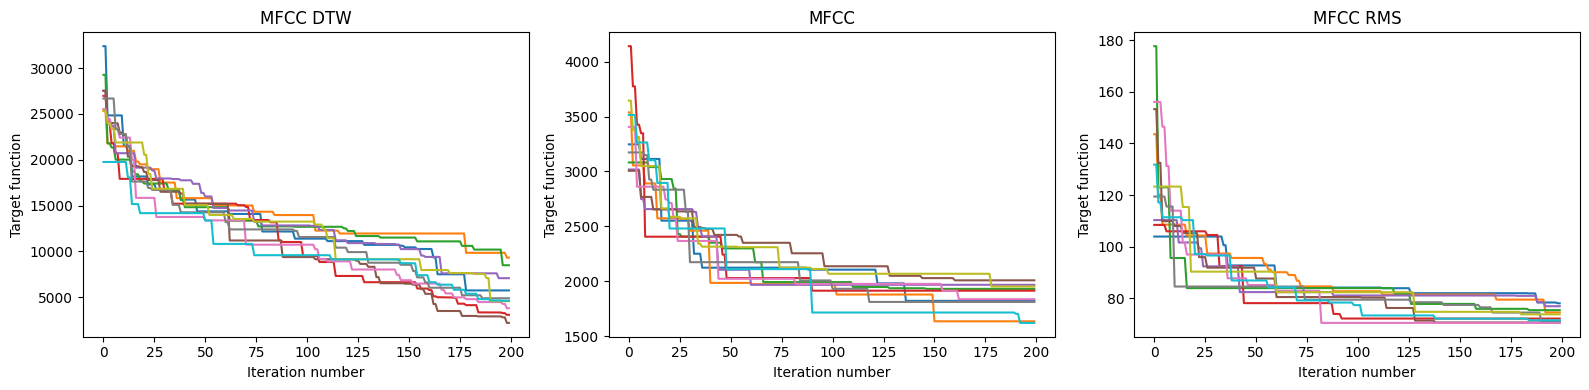 MFCC DTW
Target function
30000
25000
20000
15000
10000
5000
0 25 50 75 100 125 150 175 200
Iteration number
MFCC
Target function
4000
3500
3000
2500
2000
1500
0 25 50 75 100 125 150 175 200
Iteration number
MFCC RMS
Target function
180
160
140
120
100
80
0 25 50 75 100 125 150 175 200
Iteration number